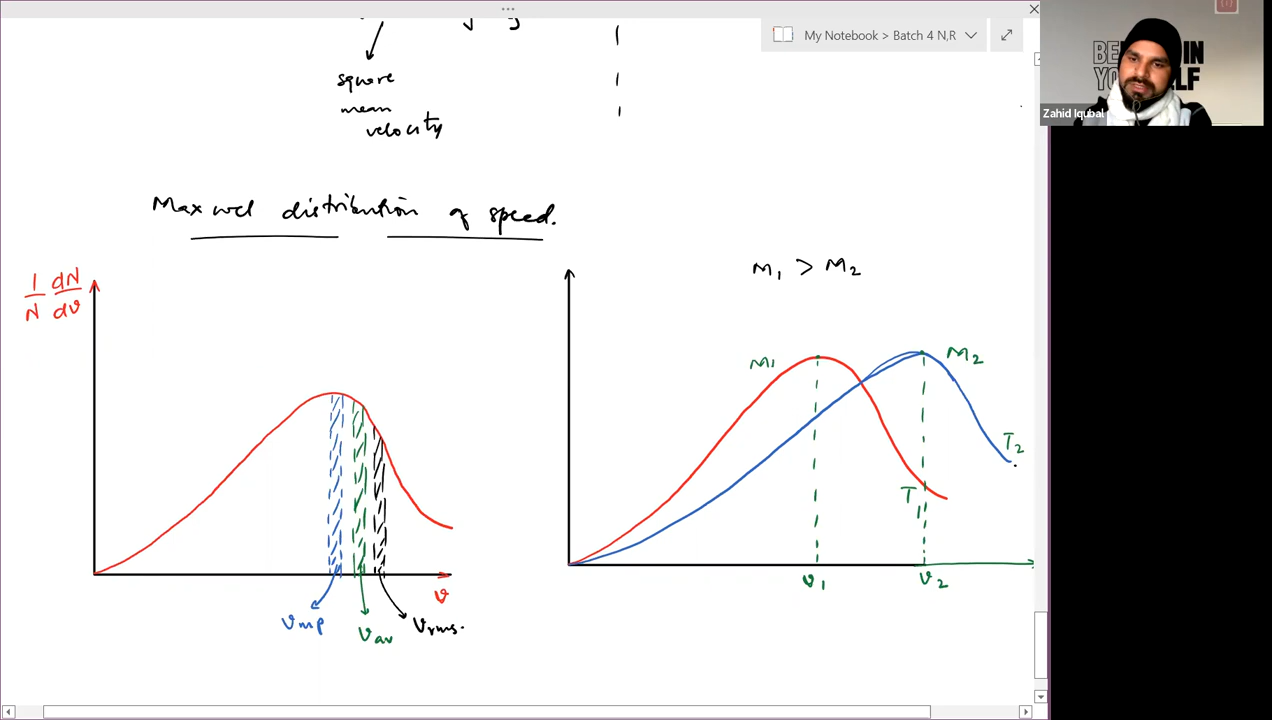 My Notebook > Batch 4 N,R
Zahid Iqubal
square
mean
velocity
Maxwel distribution of speed.
1 dN
N dv
v
vmp
vav
vrms.
M1 > M2
M1
M2
T1
T2
v1
v2